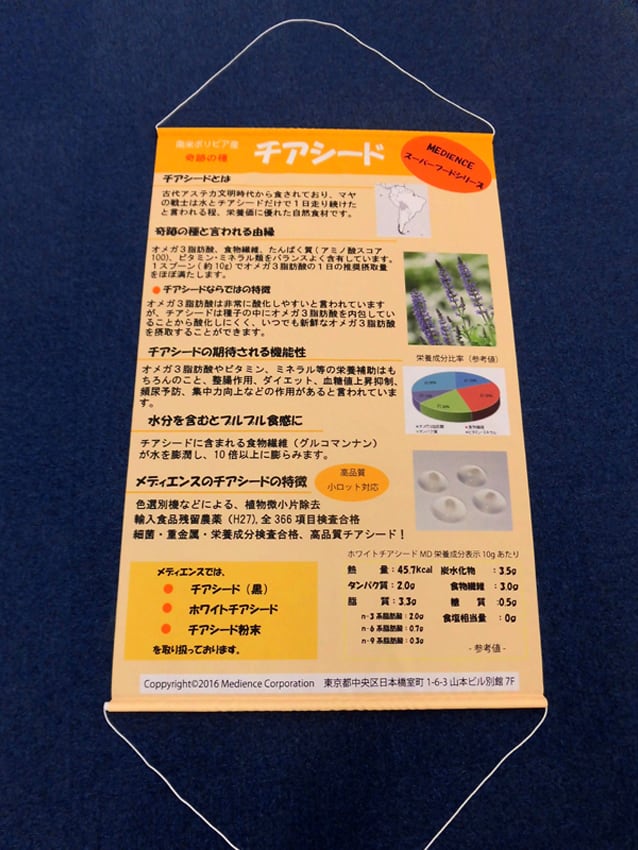 南米ボリビア産
奇跡の種
チアシード
MEDIENCE
スーパーフードシリーズ
チアシードとは
古代アステカ文明時代から食されており、マヤ
の戦士は水とチアシードだけで1日走り続けた
と言われる程、栄養価に優れた自然食材です。
奇跡の種と言われる由縁
オメガ3脂肪酸、食物繊維、たんぱく質(アミノ酸スコア
100)、ビタミン・ミネラル類をバランスよく含有しています。
1スプーン(約10g)でオメガ3脂肪酸の1日の推奨摂取量
をほぼ満たします。
チアシードならではの特徴
オメガ3脂肪酸は非常に酸化しやすいと言われています
が、チアシードは種子の中にオメガ3脂肪酸を内包してい
ることから酸化しにくく、いつでも新鮮なオメガ3脂肪酸
を摂取することができます。
栄養成分比率(参考値)
チアシードの期待される機能性
オメガ3脂肪酸やビタミン、ミネラル等の栄養補助はも
ちろんのこと、整腸作用、ダイエット、血糖値上昇抑制、
頻尿予防、集中力向上などの作用があると言われていま
す。
水分を含むとプルプル食感に
チアシードに含まれる食物繊維(グルコマンナン)
が水を膨潤し、10倍以上に膨らみます。
メディエンスのチアシードの特徴
高品質
小ロット対応
色選別機などによる、植物微小片除去
輸入食品残留農薬(H27),全366項目検査合格
細菌・重金属・栄養成分検査合格、高品質チアシード!
メディエンスでは、
チアシード(黒)
ホワイトチアシード
チアシード粉末
を取り扱っております。
ホワイトチアシードMD 栄養成分表示 10gあたり
熱 量:45.7kcal 炭水化物 :3.5g
タンパク質:2.0g 食物繊維 :3.0g
脂 質:3.3g 糖 質 :0.5g
n-3系脂肪酸:2.0g 食塩相当量 :0g
n-6系脂肪酸:0.7g
n-9系脂肪酸:0.3g
- 参考値 -
Coppyright©2016 Medience Corporation 東京都中央区日本橋室町1-6-3山本ビル別館7F